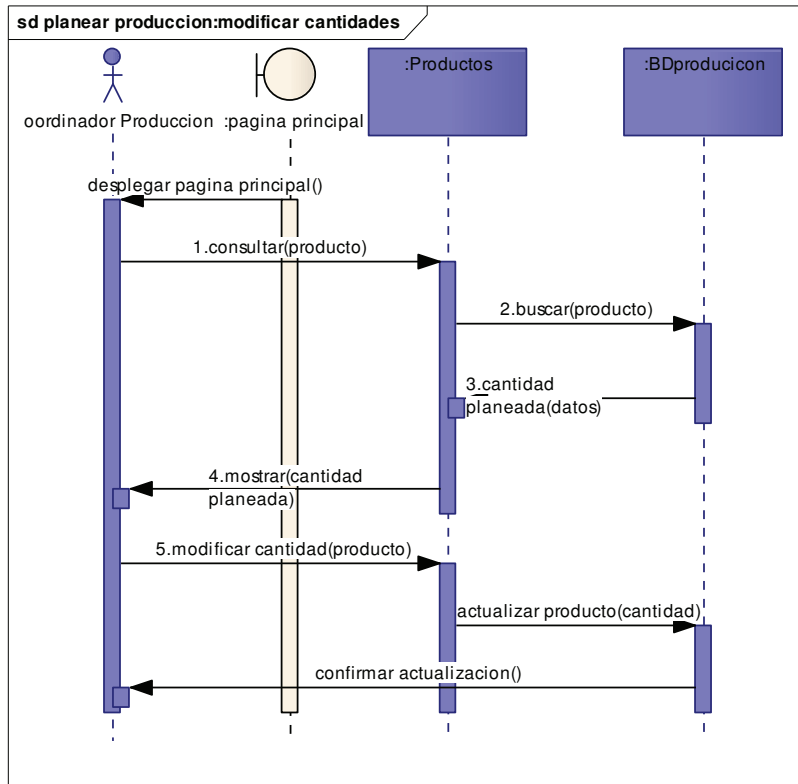 sd planear produccion:modificar cantidades
:Productos
:BDproducicon
oordinador Produccion
:pagina principal
desplegar pagina principal()
1.consultar(producto)
2.buscar(producto)
3.cantidad
planeada(datos)
4.mostrar(cantidad
planeada)
5.modificar cantidad(producto)
actualizar producto(cantidad)
confirmar actualizacion()